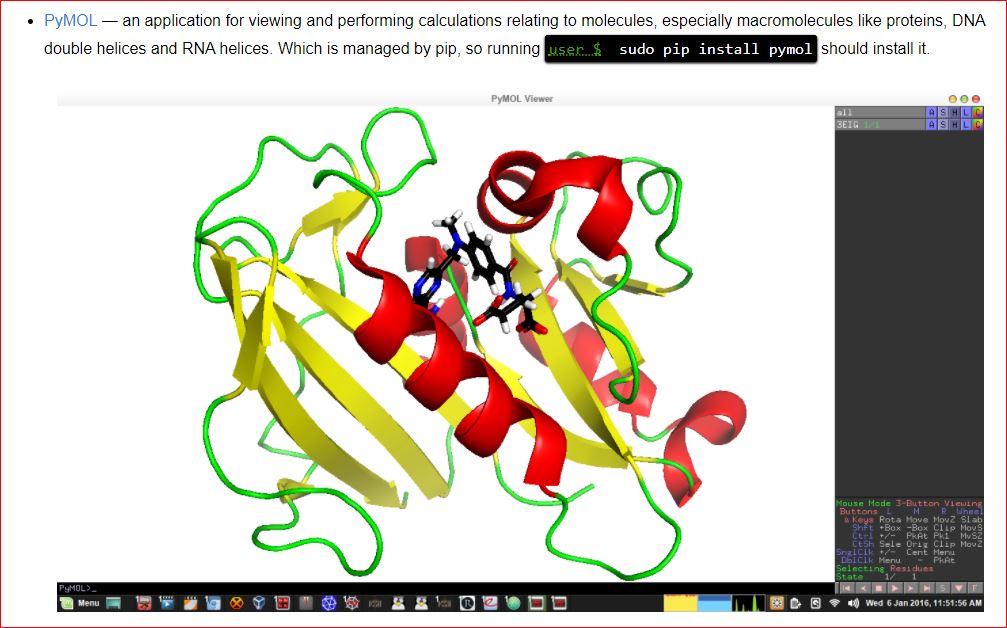 PyMOL — an application for viewing and performing calculations relating to molecules, especially macromolecules like proteins, DNA
double helices and RNA helices. Which is managed by pip, so running user $ sudo pip install pymol should install it.
PyMOL Viewer
all A S H L C
3EIG 1/1 A S H L C
Mouse Mode 3-Button Viewing
Buttons L M R Wheel
& Keys Rota Move MovZ Slab
Shft +Box -Box Clip MovS
Ctrl +/- PkAt Pk1 MvSZ
CtSh Sele Orig Clip MovZ
SnglClk +/- Cent Menu
DblClk Menu - PkAt
Selecting Residues
State 1/ 1
S F
PyMOL>_
Menu
Wed 6 Jan 2016, 11:51:56 AM